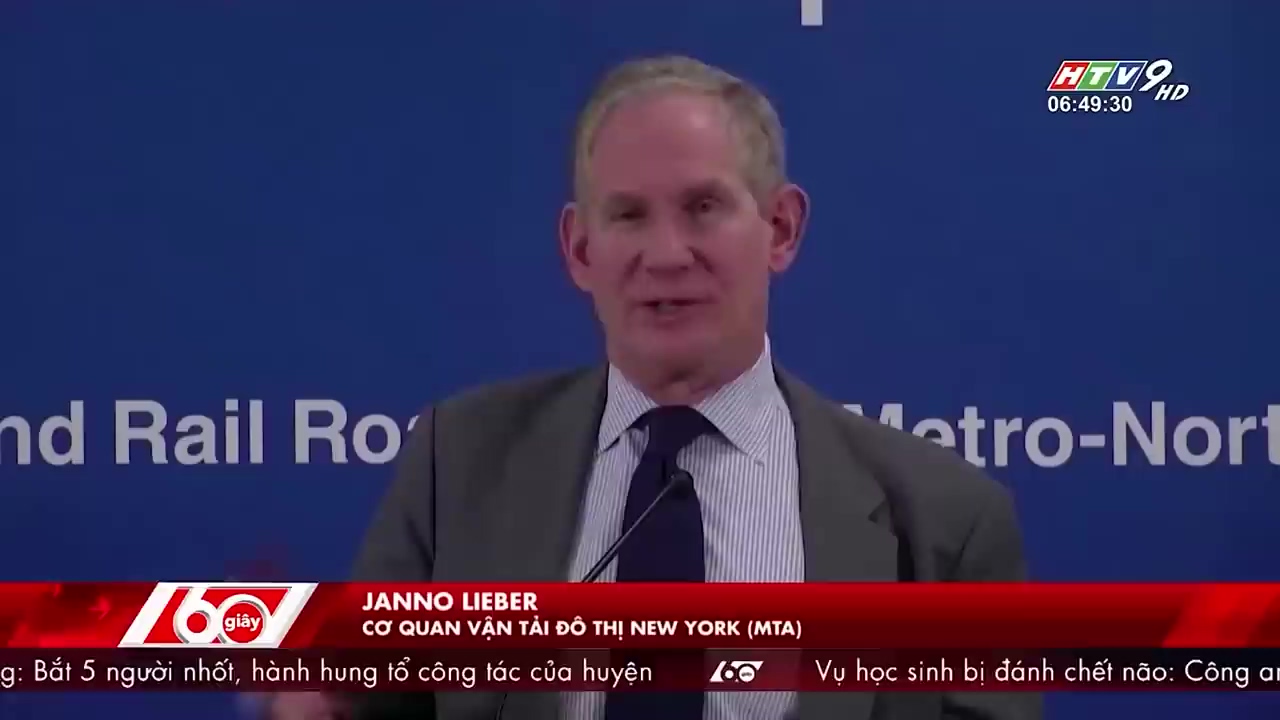 HTV9 HD
06:49:30
nd Rail Ro
Metro-Nort
60 giây
JANNO LIEBER
CƠ QUAN VẬN TẢI ĐÔ THỊ NEW YORK (MTA)
g: Bắt 5 người nhốt, hành hung tổ công tác của huyện 60 Vụ học sinh bị đánh chết não: Công an